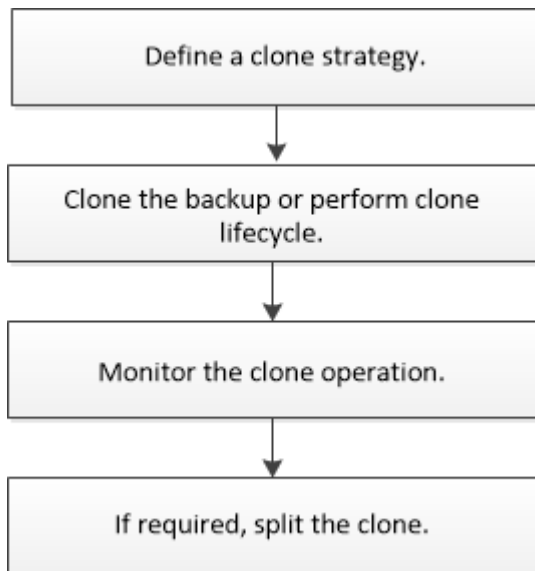 Define a clone strategy.
Clone the backup or perform clone
lifecycle.
Monitor the clone operation.
If required, split the clone.